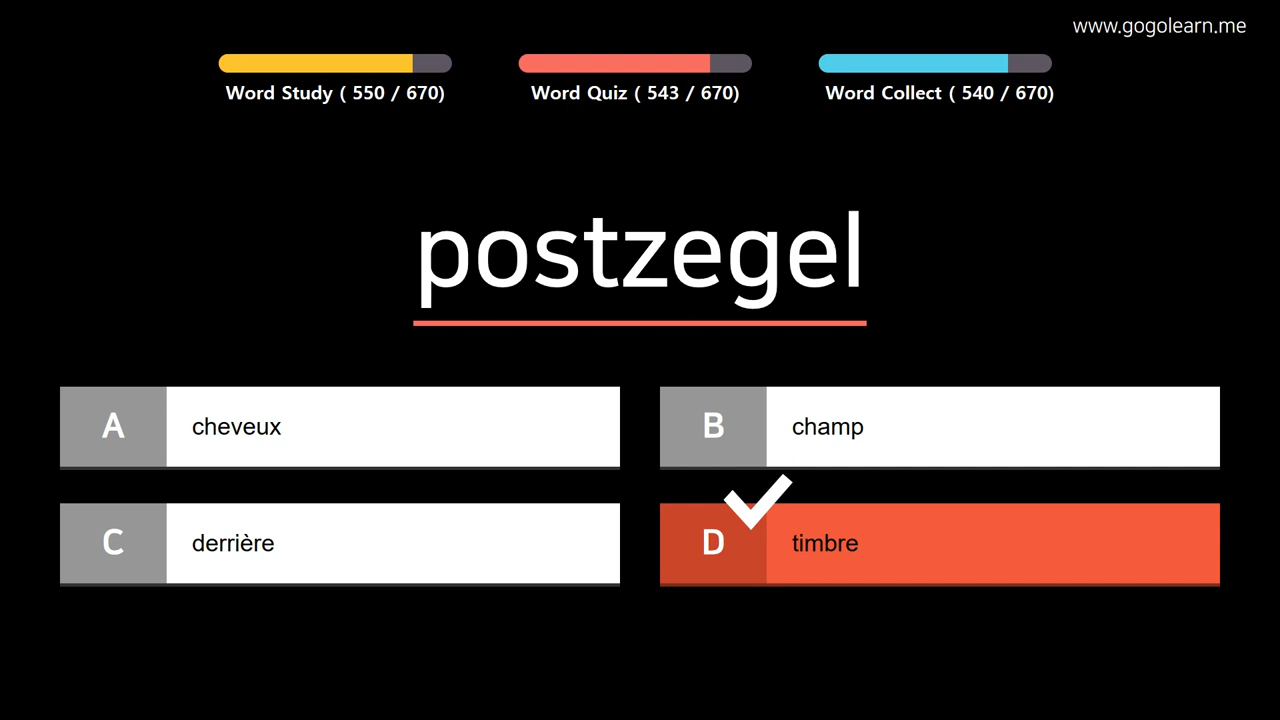 www.gogolearn.me
Word Study ( 550 / 670)
Word Quiz ( 543 / 670)
Word Collect ( 540 / 670)
postzegel
A cheveux
B champ
C derrière
D timbre